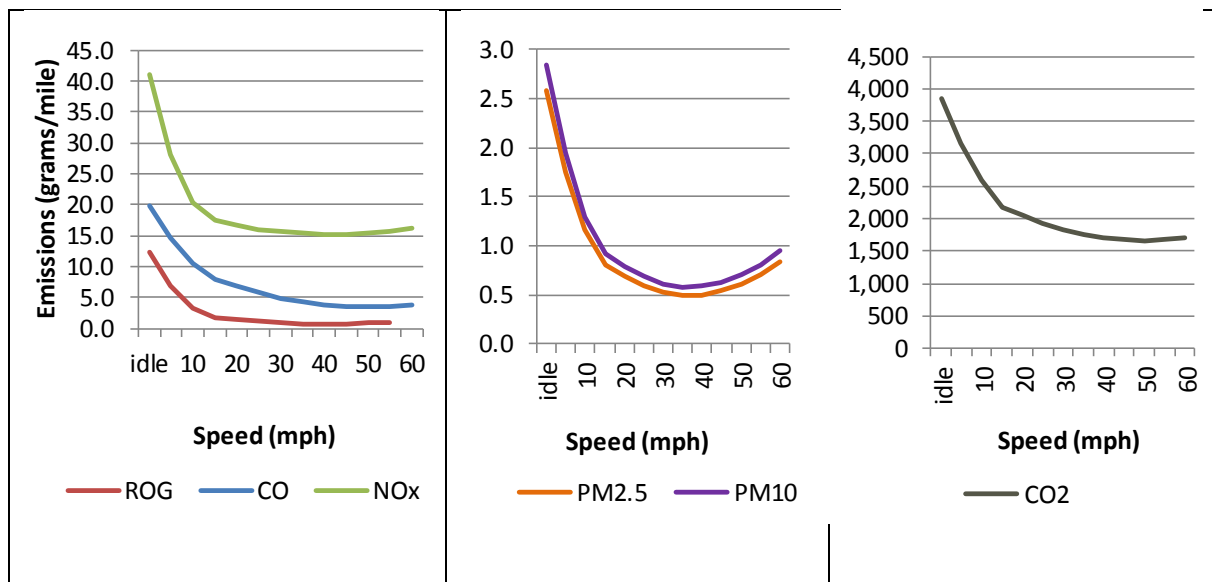 Emissions (grams/mile)
45.0
40.0
35.0
30.0
25.0
20.0
15.0
10.0
5.0
0.0
idle 10 20 30 40 50 60
Speed (mph)
ROG CO NOx
3.0
2.5
2.0
1.5
1.0
0.5
0.0
idle 10 20 30 40 50 60
Speed (mph)
PM2.5 PM10
4,500
4,000
3,500
3,000
2,500
2,000
1,500
1,000
500
0
idle 10 20 30 40 50 60
Speed (mph)
CO2